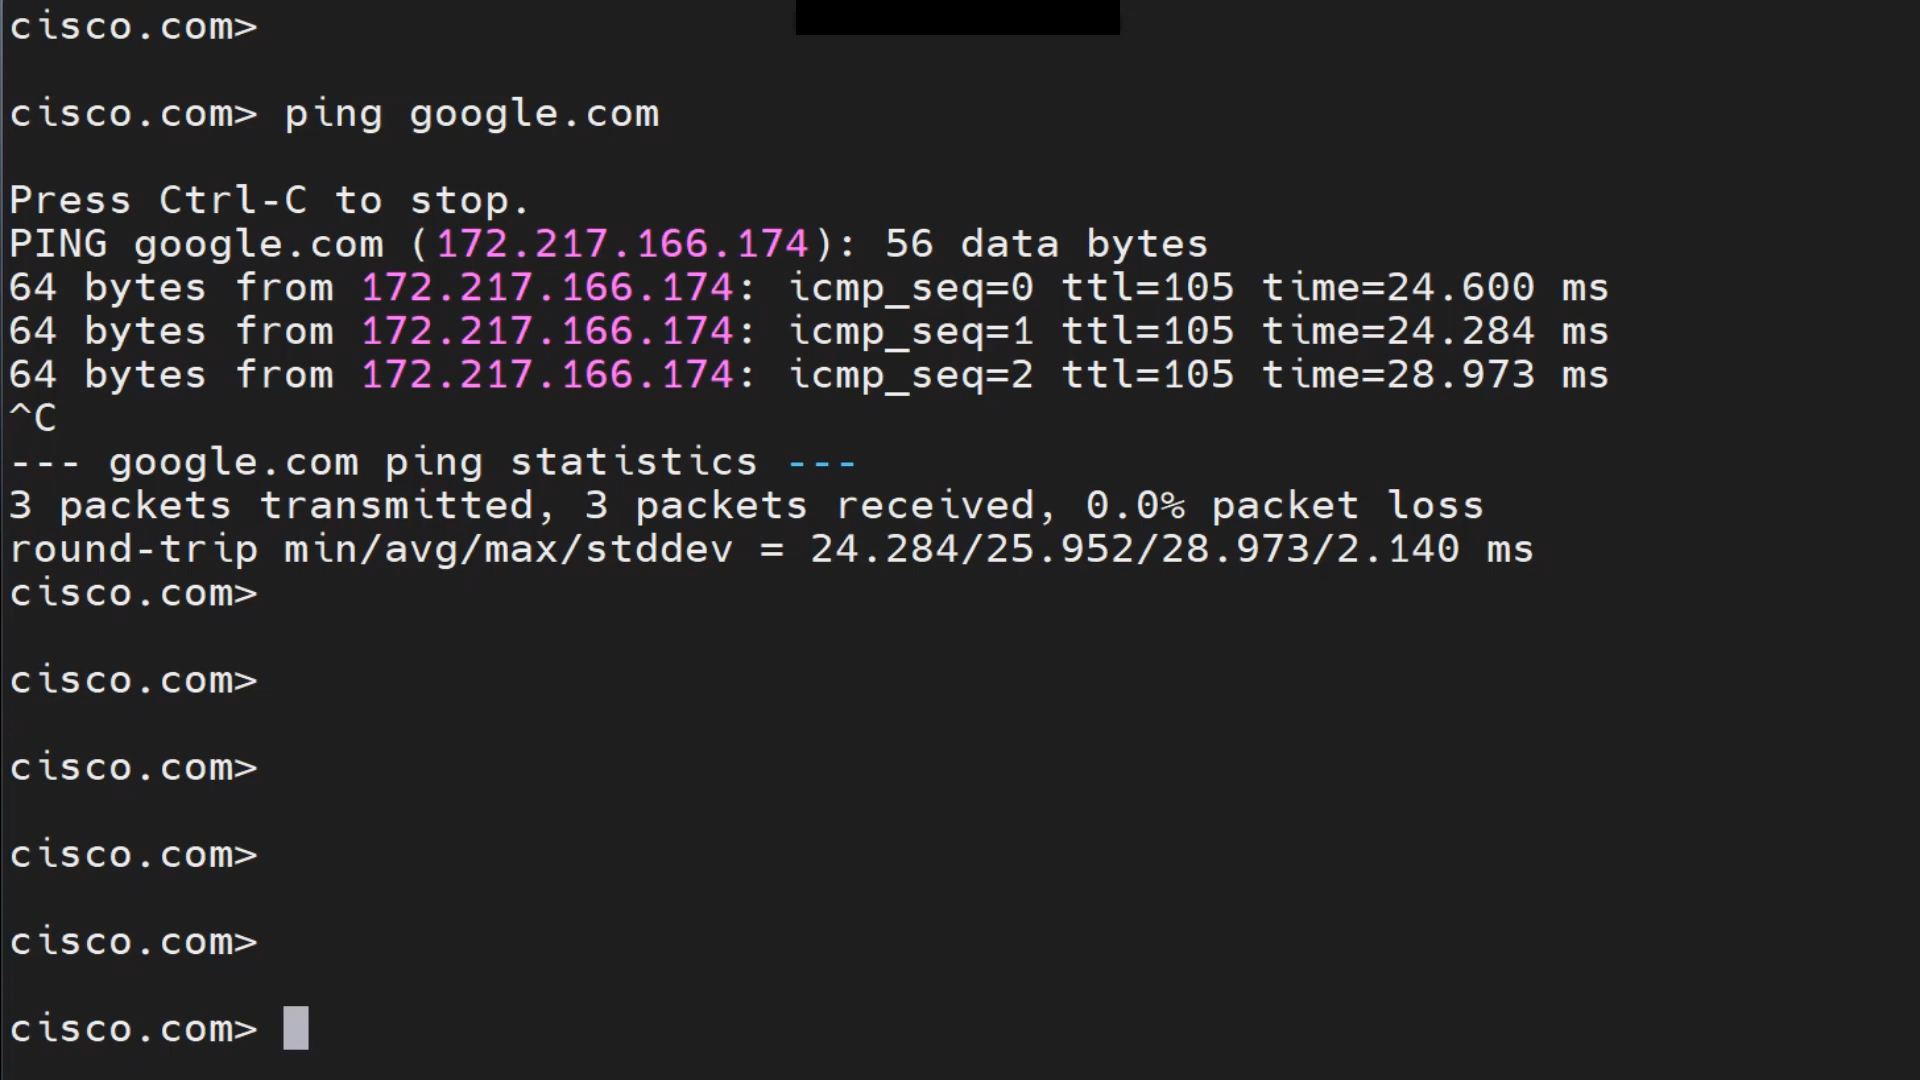 cisco.com>
cisco.com> ping google.com
Press Ctrl-C to stop.
PING google.com (172.217.166.174): 56 data bytes
64 bytes from 172.217.166.174: icmp_seq=0 ttl=105 time=24.600 ms
64 bytes from 172.217.166.174: icmp_seq=1 ttl=105 time=24.284 ms
64 bytes from 172.217.166.174: icmp_seq=2 ttl=105 time=28.973 ms
^C
--- google.com ping statistics ---
3 packets transmitted, 3 packets received, 0.0% packet loss
round-trip min/avg/max/stddev = 24.284/25.952/28.973/2.140 ms
cisco.com>
cisco.com>
cisco.com>
cisco.com>
cisco.com>
cisco.com>